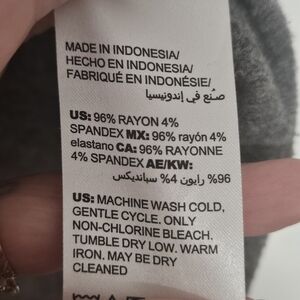 MADE IN INDONESIA/
HECHO EN INDONESIA/
FABRIQUÉ EN INDONÉSIE/
صنع في إندونيسيا
US: 96% RAYON 4%
SPANDEX MX: 96% rayón 4%
elastano CA: 96% RAYONNE
4% SPANDEX AE/KW:
96% رايون 4% سبانديكس
US: MACHINE WASH COLD,
GENTLE CYCLE. ONLY
NON-CHLORINE BLEACH.
TUMBLE DRY LOW. WARM
IRON. MAY BE DRY
CLEANED